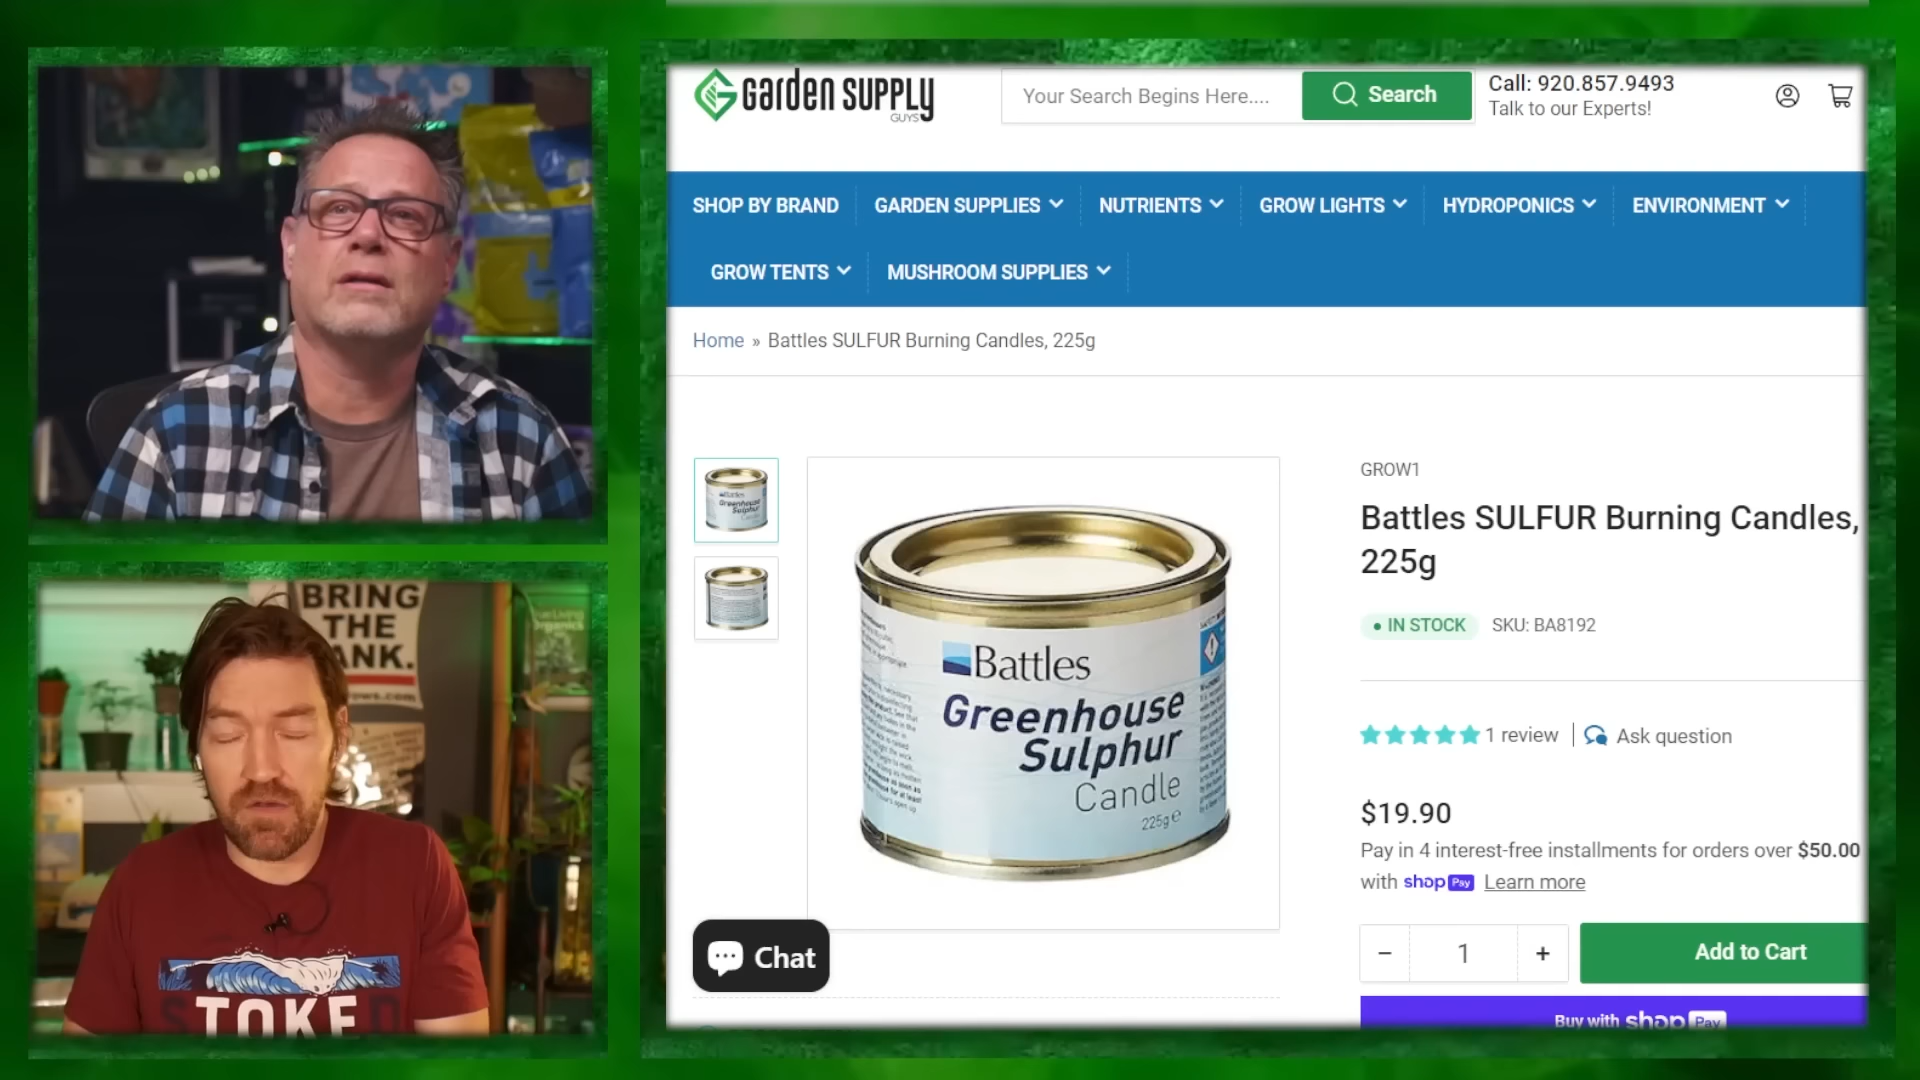 BRING
THE
ANK.
rows.com
STOKED
Garden SUPPLY
GUYS
Your Search Begins Here....
Search
Call: 920.857.9493
Talk to our Experts!
SHOP BY BRAND
GARDEN SUPPLIES
NUTRIENTS
GROW LIGHTS
HYDROPONICS
ENVIRONMENT
GROW TENTS
MUSHROOM SUPPLIES
Home » Battles SULFUR Burning Candles, 225g
Battles
Greenhouse
Sulphur
Candle
225g e
Chat
GROW1
Battles SULFUR Burning Candles,
225g
• IN STOCK
SKU: BA8192
1 review
Ask question
$19.90
Pay in 4 interest-free installments for orders over $50.00
with shop Pay Learn more
− 1 +
Add to Cart
Buy with shop Pay